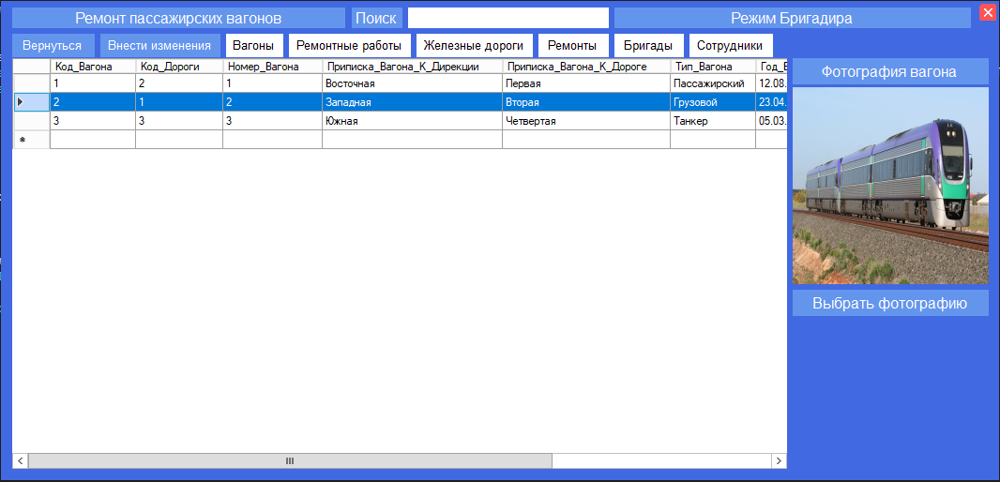 Ремонт пассажирских вагонов Поиск Режим Бригадира
Вернуться Внести изменения Вагоны Ремонтные работы Железные дороги Ремонты Бригады Сотрудники
Код_Вагона Код_Дороги Номер_Вагона Приписка_Вагона_К_Дирекции Приписка_Вагона_К_Дороге Тип_Вагона Год_В
1 2 1 Восточная Первая Пассажирский 12.08.
2 1 2 Западная Вторая Грузовой 23.04.
3 3 3 Южная Четвертая Танкер 05.03.
Фотография вагона
Выбрать фотографию